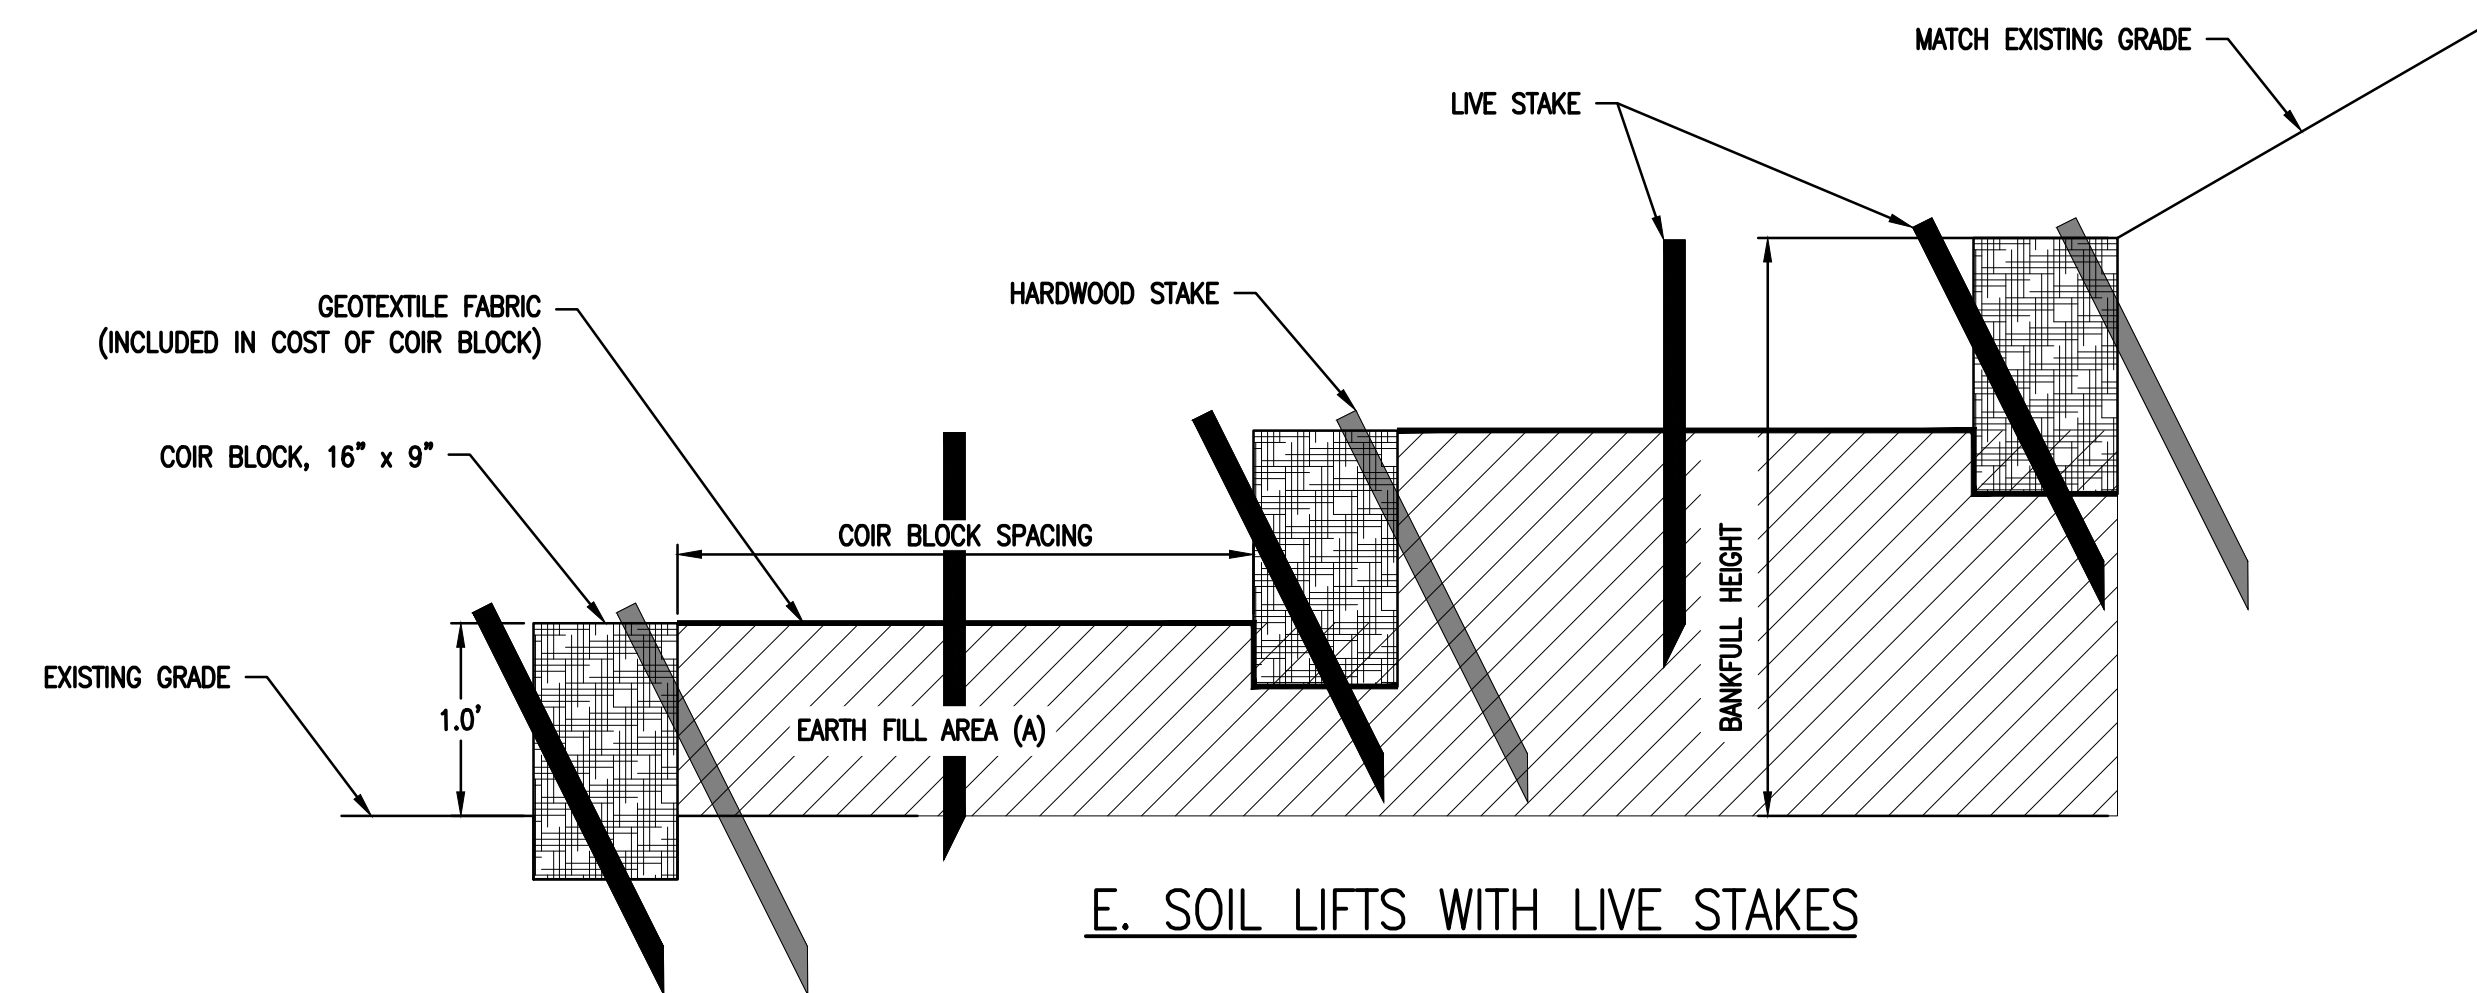 MATCH EXISTING GRADE
LIVE STAKE
HARDWOOD STAKE
GEOTEXTILE FABRIC
(INCLUDED IN COST OF COIR BLOCK)
COIR BLOCK, 16" x 9"
COIR BLOCK SPACING
EXISTING GRADE
1.0'
EARTH FILL AREA (A)
BANKFULL HEIGHT
E. SOIL LIFTS WITH LIVE STAKES